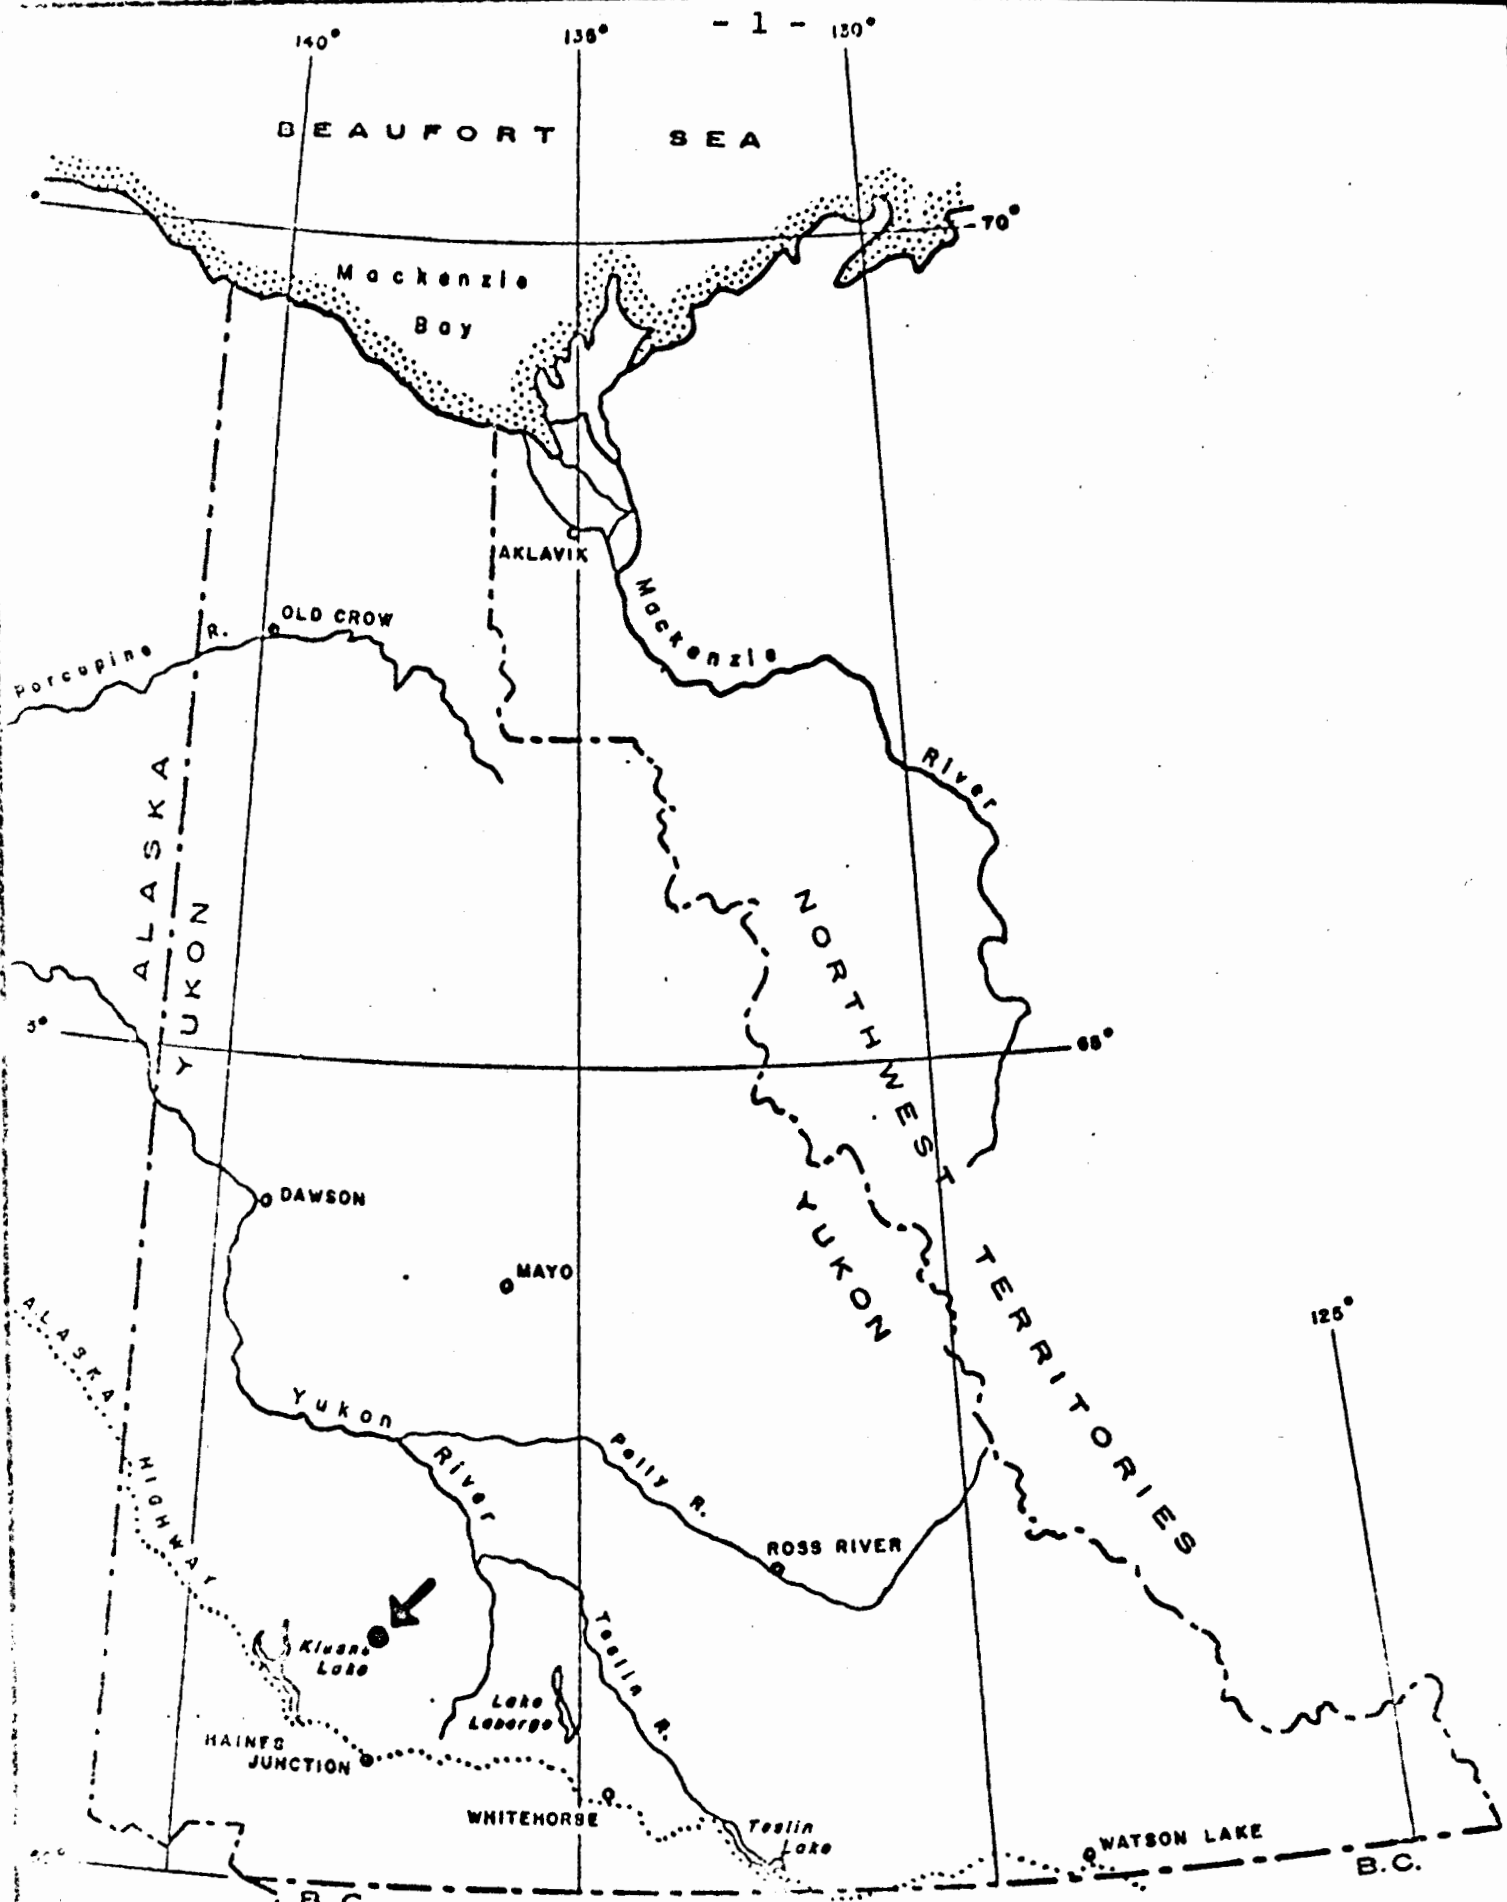 - 1 -
140°
136°
130°
BEAUFORT SEA
70°
Mackenzie
Bay
AKLAVIK
Mackenzie
River
OLD CROW
Porcupine R.
ALASKA
YUKON
NORTHWEST TERRITORIES
5°
65°
DAWSON
YUKON
MAYO
125°
ALASKA
HIGHWAY
Yukon
River
Pelly R.
ROSS RIVER
Kluane
Lake
Teslin R.
Lake
Laberge
HAINES
JUNCTION
WHITEHORSE
Teslin
Lake
WATSON LAKE
B.C.
B.C.